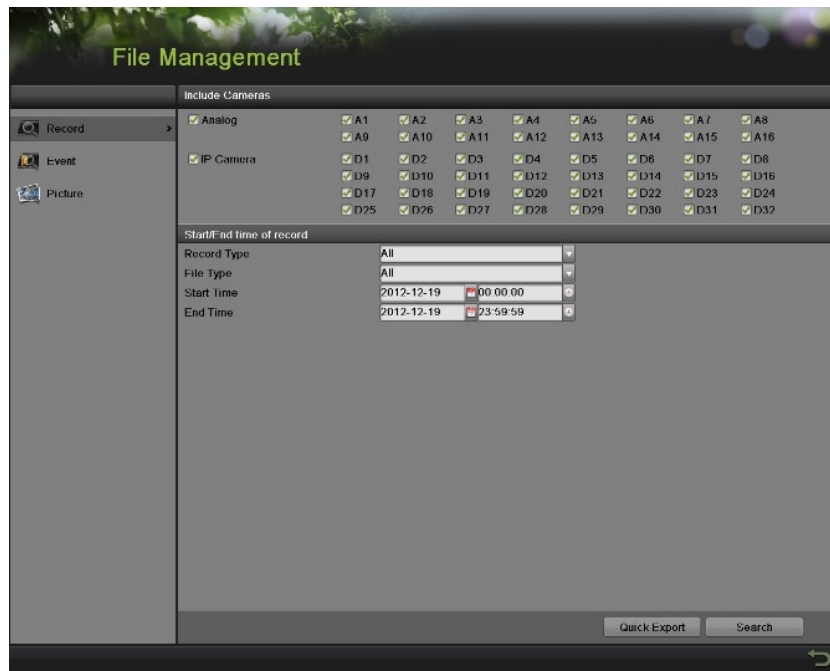 File Management
Include Cameras
Record
Event
Picture
Analog A1 A2 A3 A4 A5 A6 A7 A8
A9 A10 A11 A12 A13 A14 A15 A16
IP Camera D1 D2 D3 D4 D5 D6 D7 D8
D9 D10 D11 D12 D13 D14 D15 D16
D17 D18 D19 D20 D21 D22 D23 D24
D25 D26 D27 D28 D29 D30 D31 D32
Start/End time of record
Record Type All
File Type All
Start Time 2012-12-19 00:00:00
End Time 2012-12-19 23:59:59
Quick Export Search